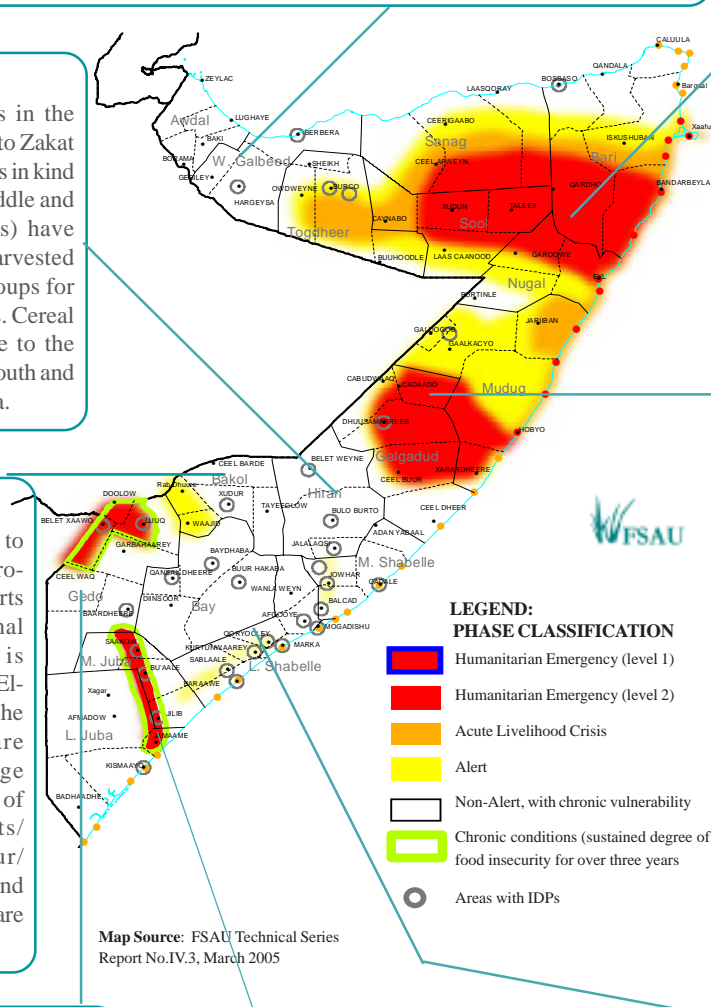 s in the
to Zakat
s in kind
ddle and
s) have
arvested
oups for
s. Cereal
e to the
outh and
a.
to
ro-
rts
nal
is
El-
he
are
ge
of
ts/
ur/
nd
are
CALUULA
QANDALA
BOSSASO
Bargaal
ZEYLAC
LAASQORAY
LUGHAYE
CEERIGAABO
Xaafu
Awdal
BERBERA
Sanag
ISKUSHUBAN
BAKI
Bari
BORAMA
W. Galbeed
SHEIKH
CEEL AFWEYN
GEBILEY
QARDHO
BANDARBEYLA
OWDWEYNE
BURCO
HARGEYSA
XUDUN
TALEEX
CAYNABO
Sool
Togdheer
BUUHOODLE
LAAS CAANOOD
GAROOWE
EYL
Nugal
BURTINLE
JARIIBAN
GALDOGOB
GAALKACYO
CABUDWAAQ
CADAADO
Mudug
DHUUSAMARREEB
HOBYO
Galgadud
BELET WEYNE
CEEL BARDE
CEEL BUUR
XARARDHEERE
Rab Dhuure
Bakol
Hiran
DOOLOW
XUDUR
TAYEEGLOW
CEEL DHEER
BELET XAAWO
LUUQ
WAAJID
BULO BURTO
ADAN YABAAL
GARBAHAAREY
JALALAQSI
BAYDHABA
M. Shabelle
CEEL WAQ
QANSAXDHEERE
BUUR HAKABA
JOWHAR
CADALE
Gedo
DIINSOOR
Bay
WANLA WEYN
BAARDHEERE
BALCAD
AFGOOYE
MOGADISHU
QORYOOLEY
SAAKOW
KURTUNWAAREY
MARKA
M. Juba
BU'AALE
SABLAALE
L. Shabelle
Xagar
BARAAWE
AFMADOW
JILIB
L. Juba
JAMAAME
KISMAAYO
BADHAADHE
FSAU
LEGEND:
PHASE CLASSIFICATION
Humanitarian Emergency (level 1)
Humanitarian Emergency (level 2)
Acute Livelihood Crisis
Alert
Non-Alert, with chronic vulnerability
Chronic conditions (sustained degree of
food insecurity for over three years
Areas with IDPs
Map Source: FSAU Technical Series
Report No.IV.3, March 2005